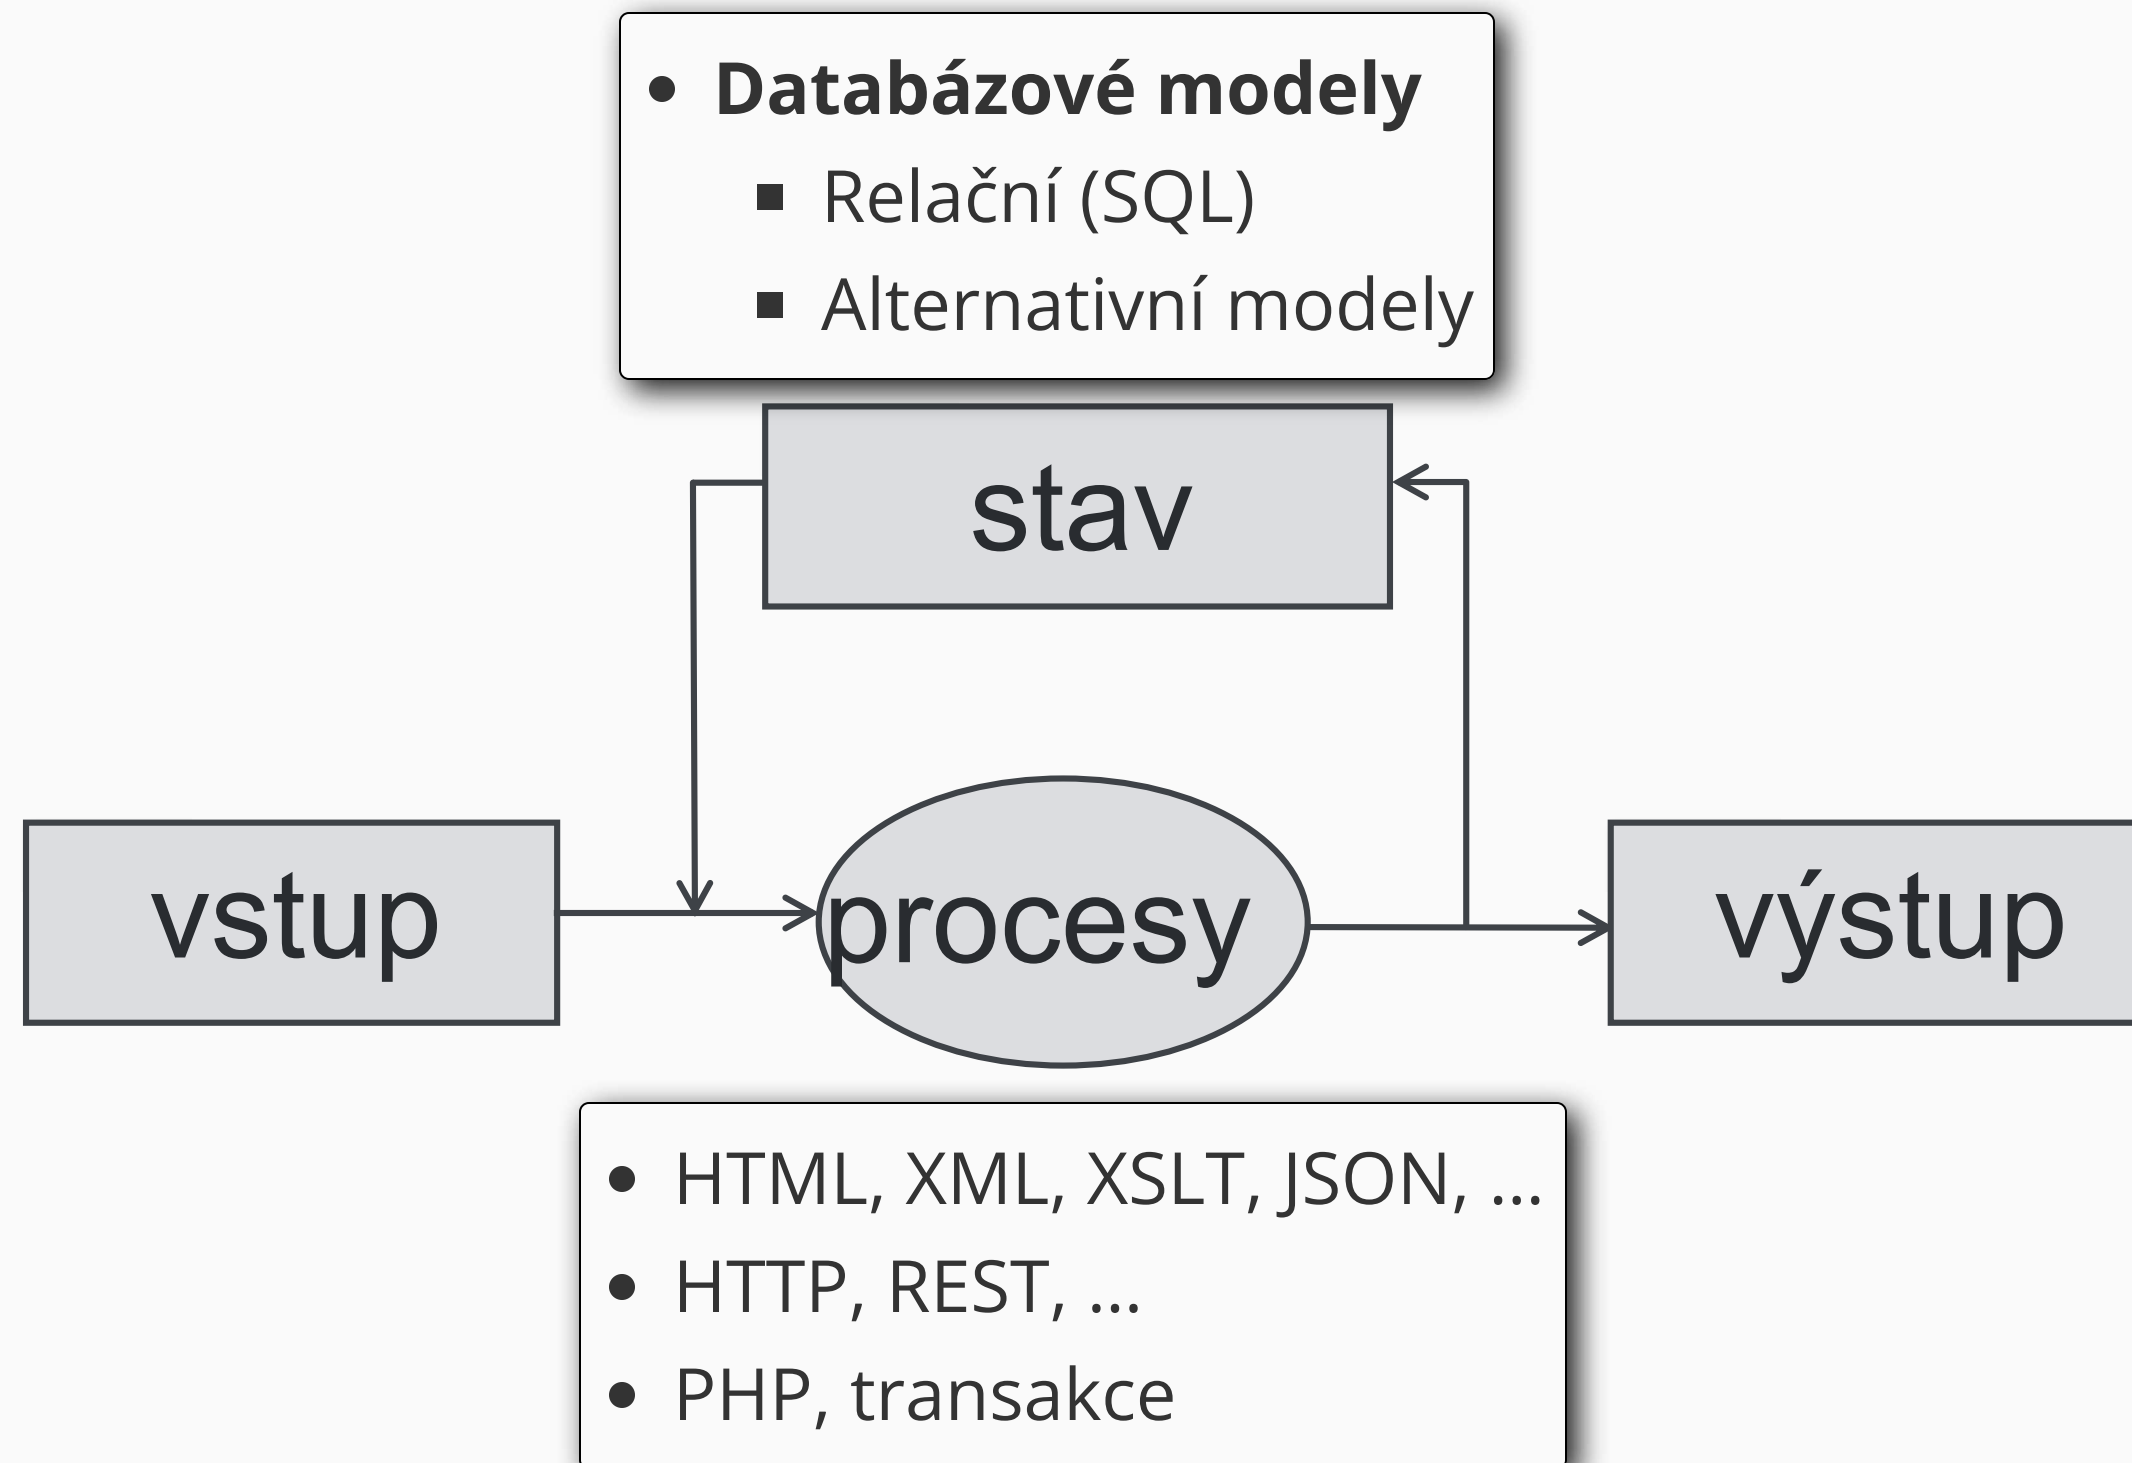 Databázové modely
Relační (SQL)
Alternativní modely
stav
vstup
procesy
výstup
HTML, XML, XSLT, JSON, ...
HTTP, REST, ...
PHP, transakce